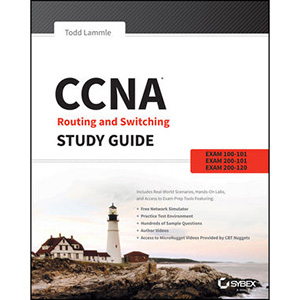 Todd Lammle
CCNA
Routing and Switching
STUDY GUIDE
EXAM 100-101
EXAM 200-101
EXAM 200-120
Includes Real-World Scenarios, Hands-On Labs,
and Access to Exam Prep Tools Featuring:
• Free Network Simulator
• Practice Test Environment
• Hundreds of Sample Questions
• Author Videos
• Access to MicroNugget Videos Provided by CBT Nuggets
SYBEX